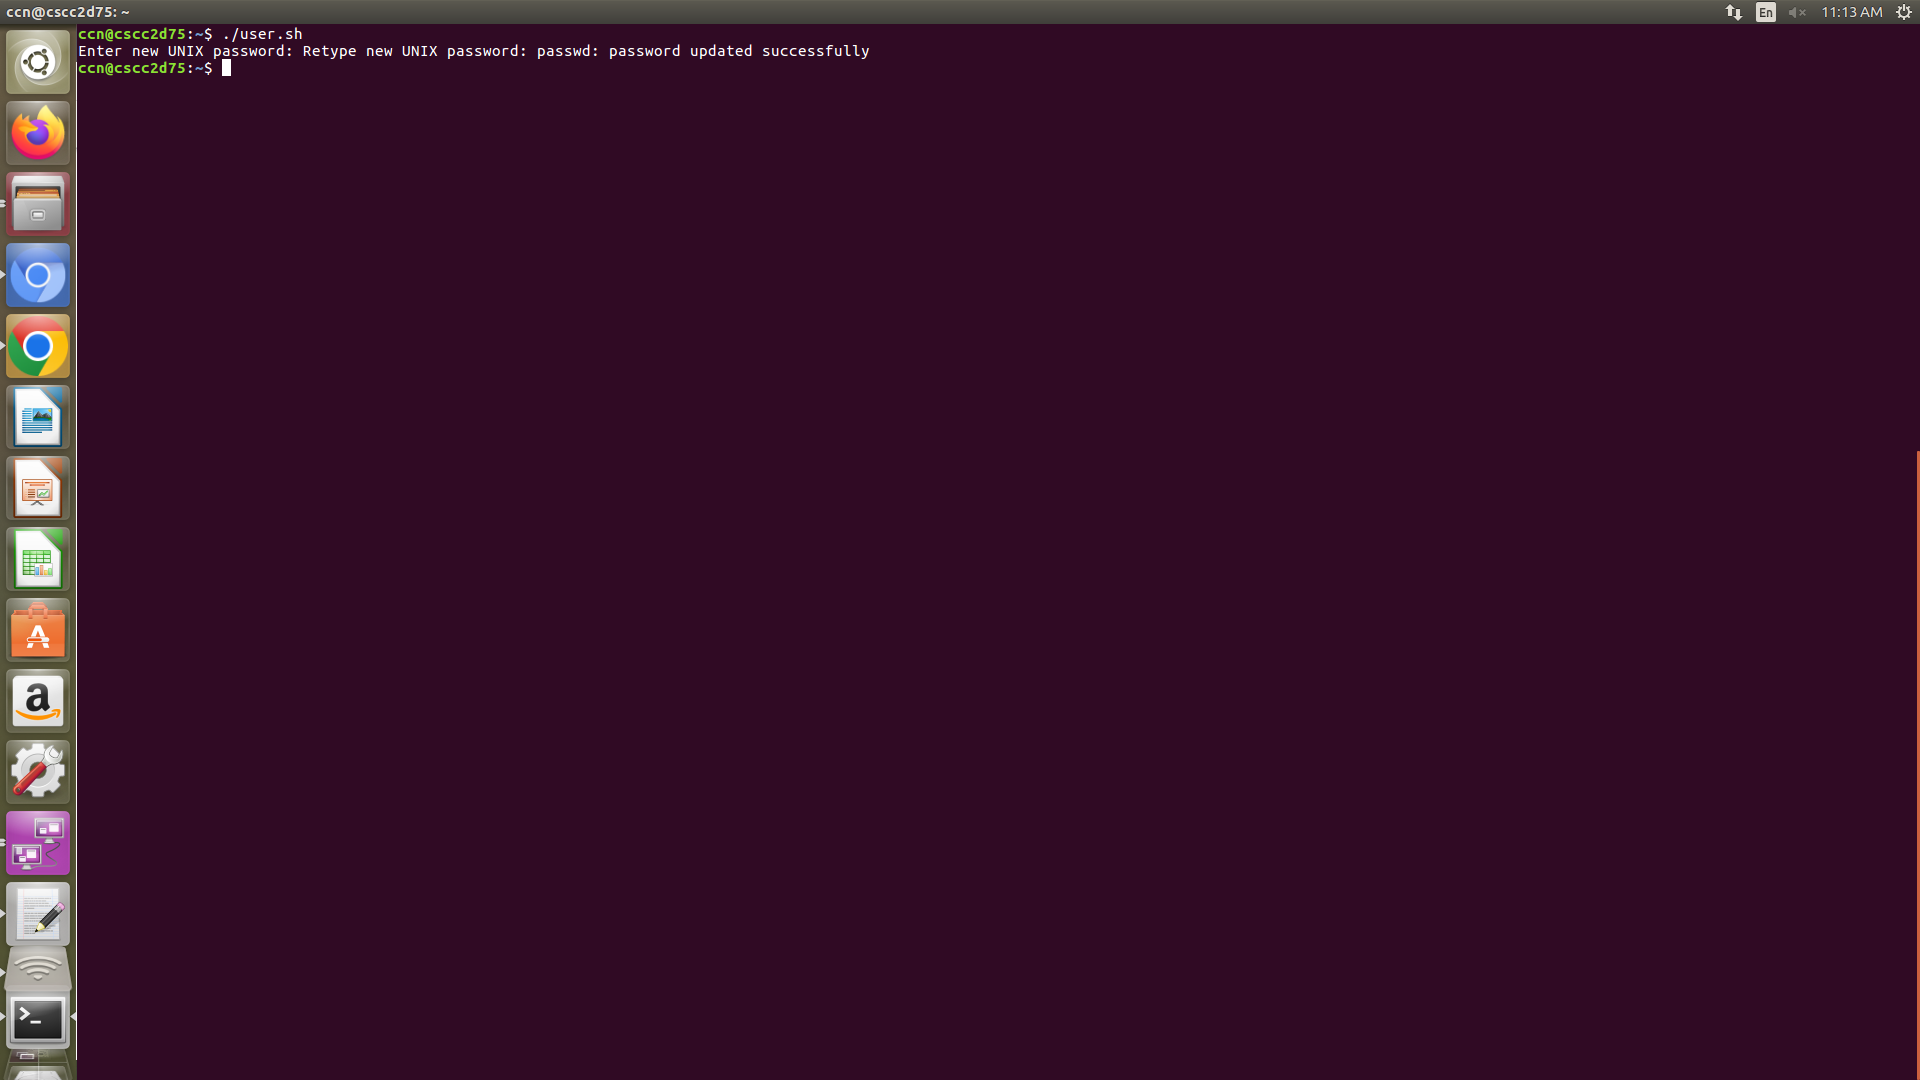 ccn@cscc2d75: ~
En
11:13 AM
ccn@cscc2d75:~$ ./user.sh
Enter new UNIX password: Retype new UNIX password: passwd: password updated successfully
ccn@cscc2d75:~$